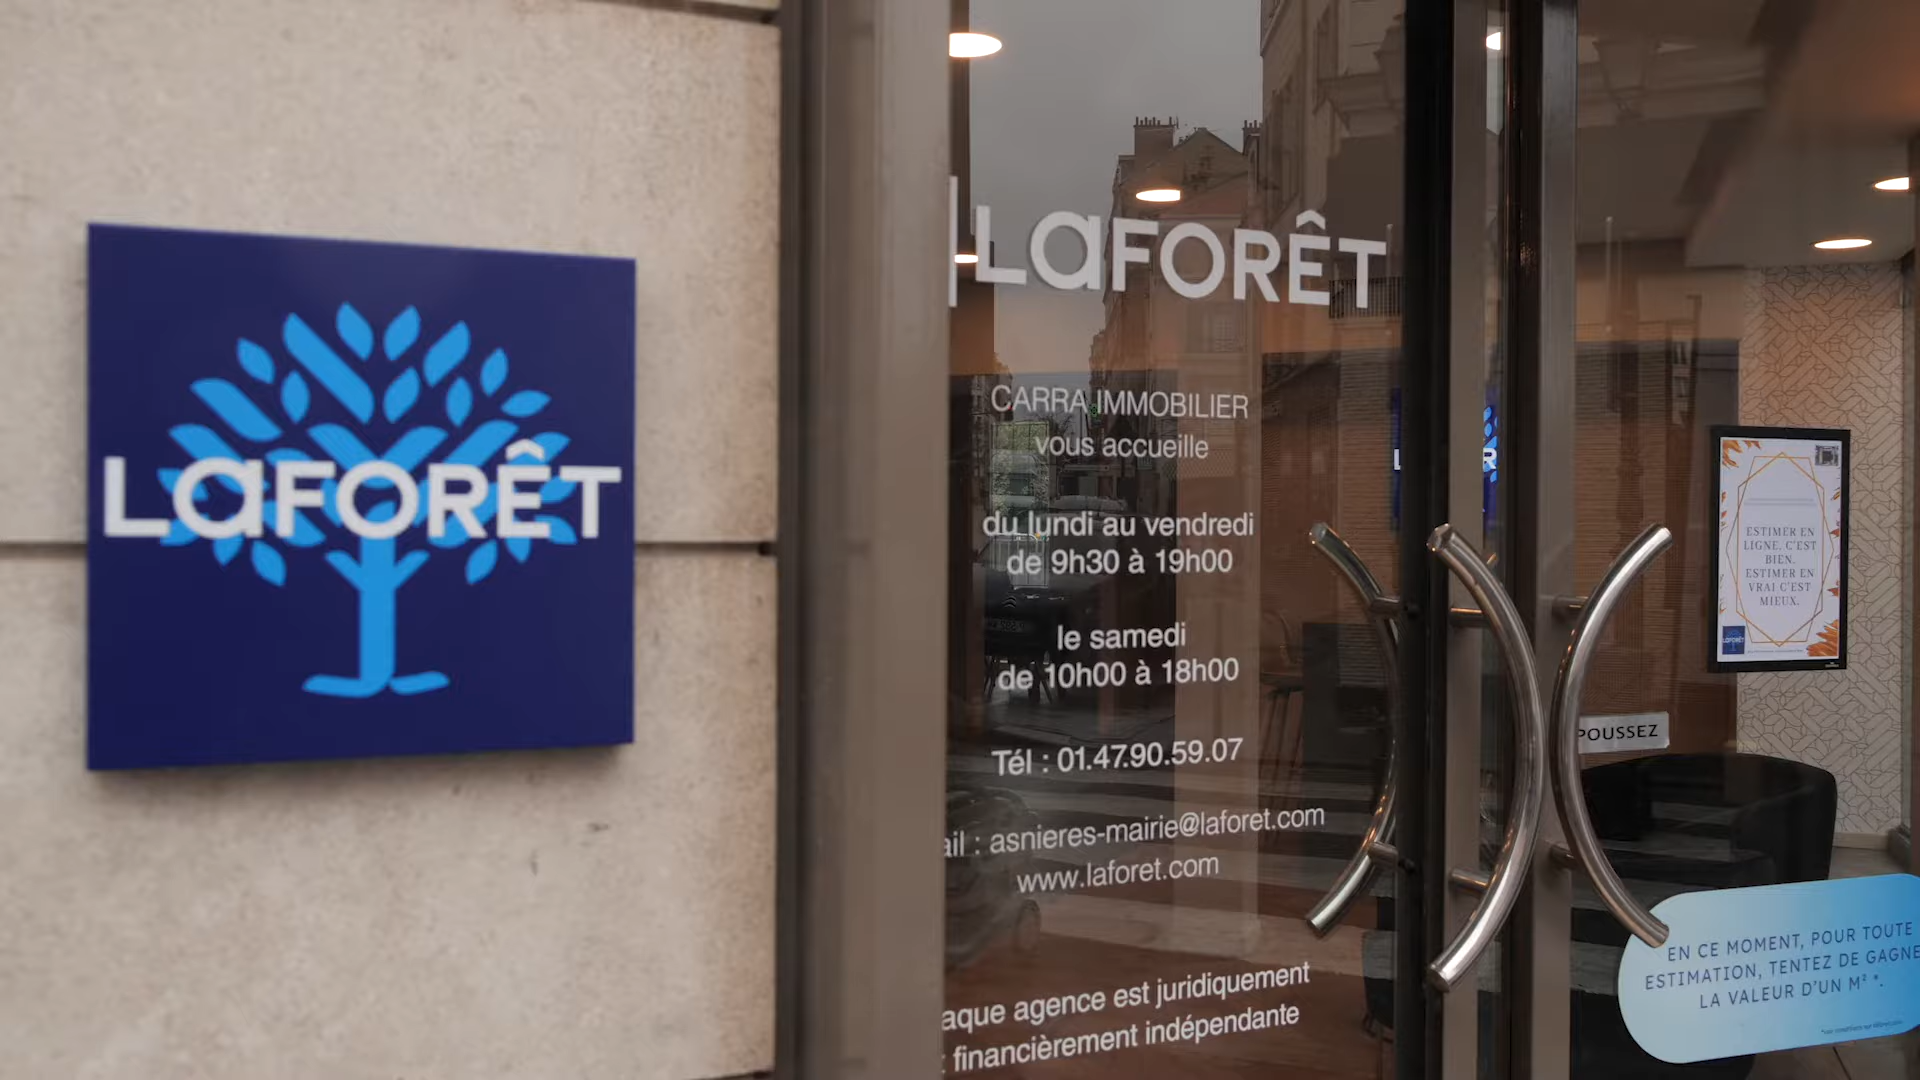 LAFORÊT
LAFORÊT
CARRA IMMOBILIER
vous accueille
du lundi au vendredi
de 9h30 à 19h00
le samedi
de 10h00 à 18h00
Tél : 01.47.90.59.07
ail : asnieres-mairie@laforet.com
www.laforet.com
aque agence est juridiquement
financièrement indépendante
ESTIMER EN
LIGNE, C'EST
BIEN.
ESTIMER EN
VRAI C'EST
MIEUX.
LAFORÊT
POUSSEZ
EN CE MOMENT, POUR TOUTE
ESTIMATION, TENTEZ DE GAGNE
LA VALEUR D'UN M² *.